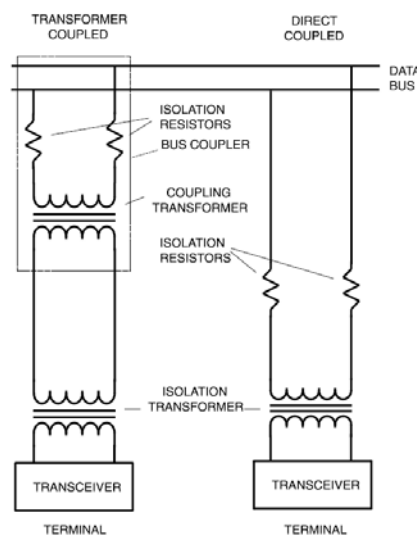 TRANSFORMER
COUPLED
DIRECT
COUPLED
DATA
BUS
ISOLATION
RESISTORS
BUS COUPLER
COUPLING
TRANSFORMER
ISOLATION
RESISTORS
ISOLATION
TRANSFORMER
TRANSCEIVER
TRANSCEIVER
TERMINAL
TERMINAL